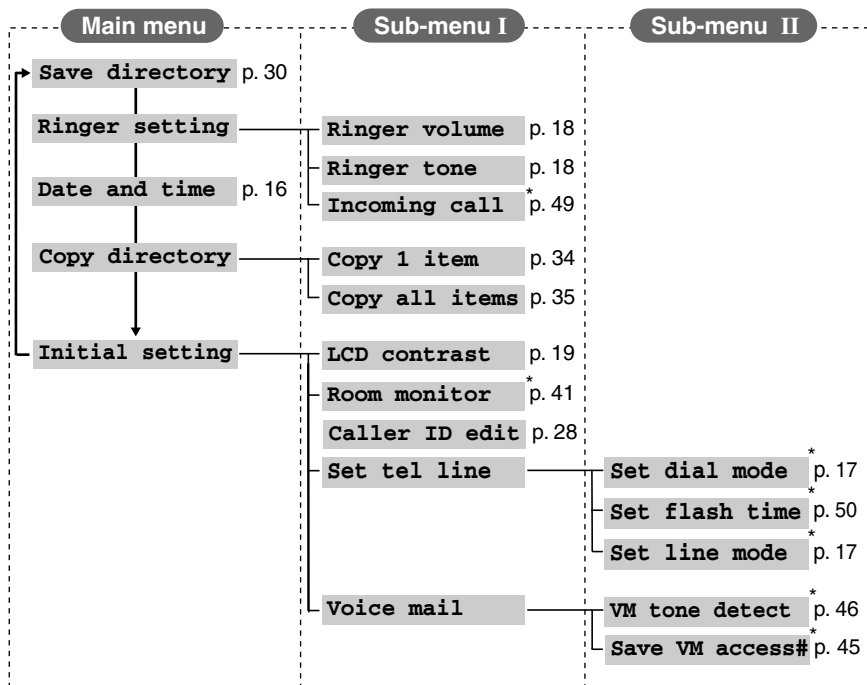 Main menu Sub-menu I Sub-menu II
Save directory p. 30
Ringer setting Ringer volume p. 18
Ringer tone p. 18
Date and time p. 16 Incoming call * p. 49
Copy directory Copy 1 item p. 34
Copy all items p. 35
Initial setting LCD contrast p. 19
Room monitor * p. 41
Caller ID edit p. 28
Set tel line Set dial mode * p. 17
Set flash time * p. 50
Set line mode * p. 17
Voice mail VM tone detect * p. 46
Save VM access# * p. 45